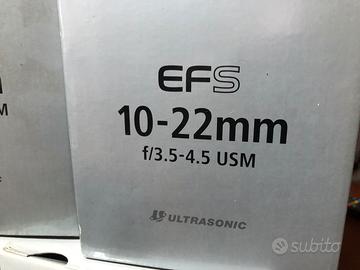 EFS
10-22mm
f/3.5-4.5 USM
ULTRASONIC
subito